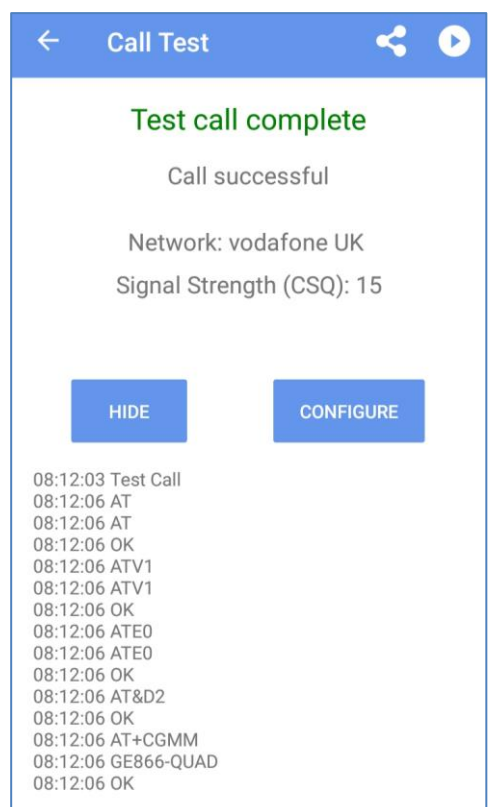 Call Test
Test call complete
Call successful
Network: vodafone UK
Signal Strength (CSQ): 15
HIDE
CONFIGURE
08:12:03 Test Call
08:12:06 AT
08:12:06 AT
08:12:06 OK
08:12:06 ATV1
08:12:06 ATV1
08:12:06 OK
08:12:06 ATE0
08:12:06 ATE0
08:12:06 OK
08:12:06 AT&D2
08:12:06 OK
08:12:06 AT+CGMM
08:12:06 GE866-QUAD
08:12:06 OK